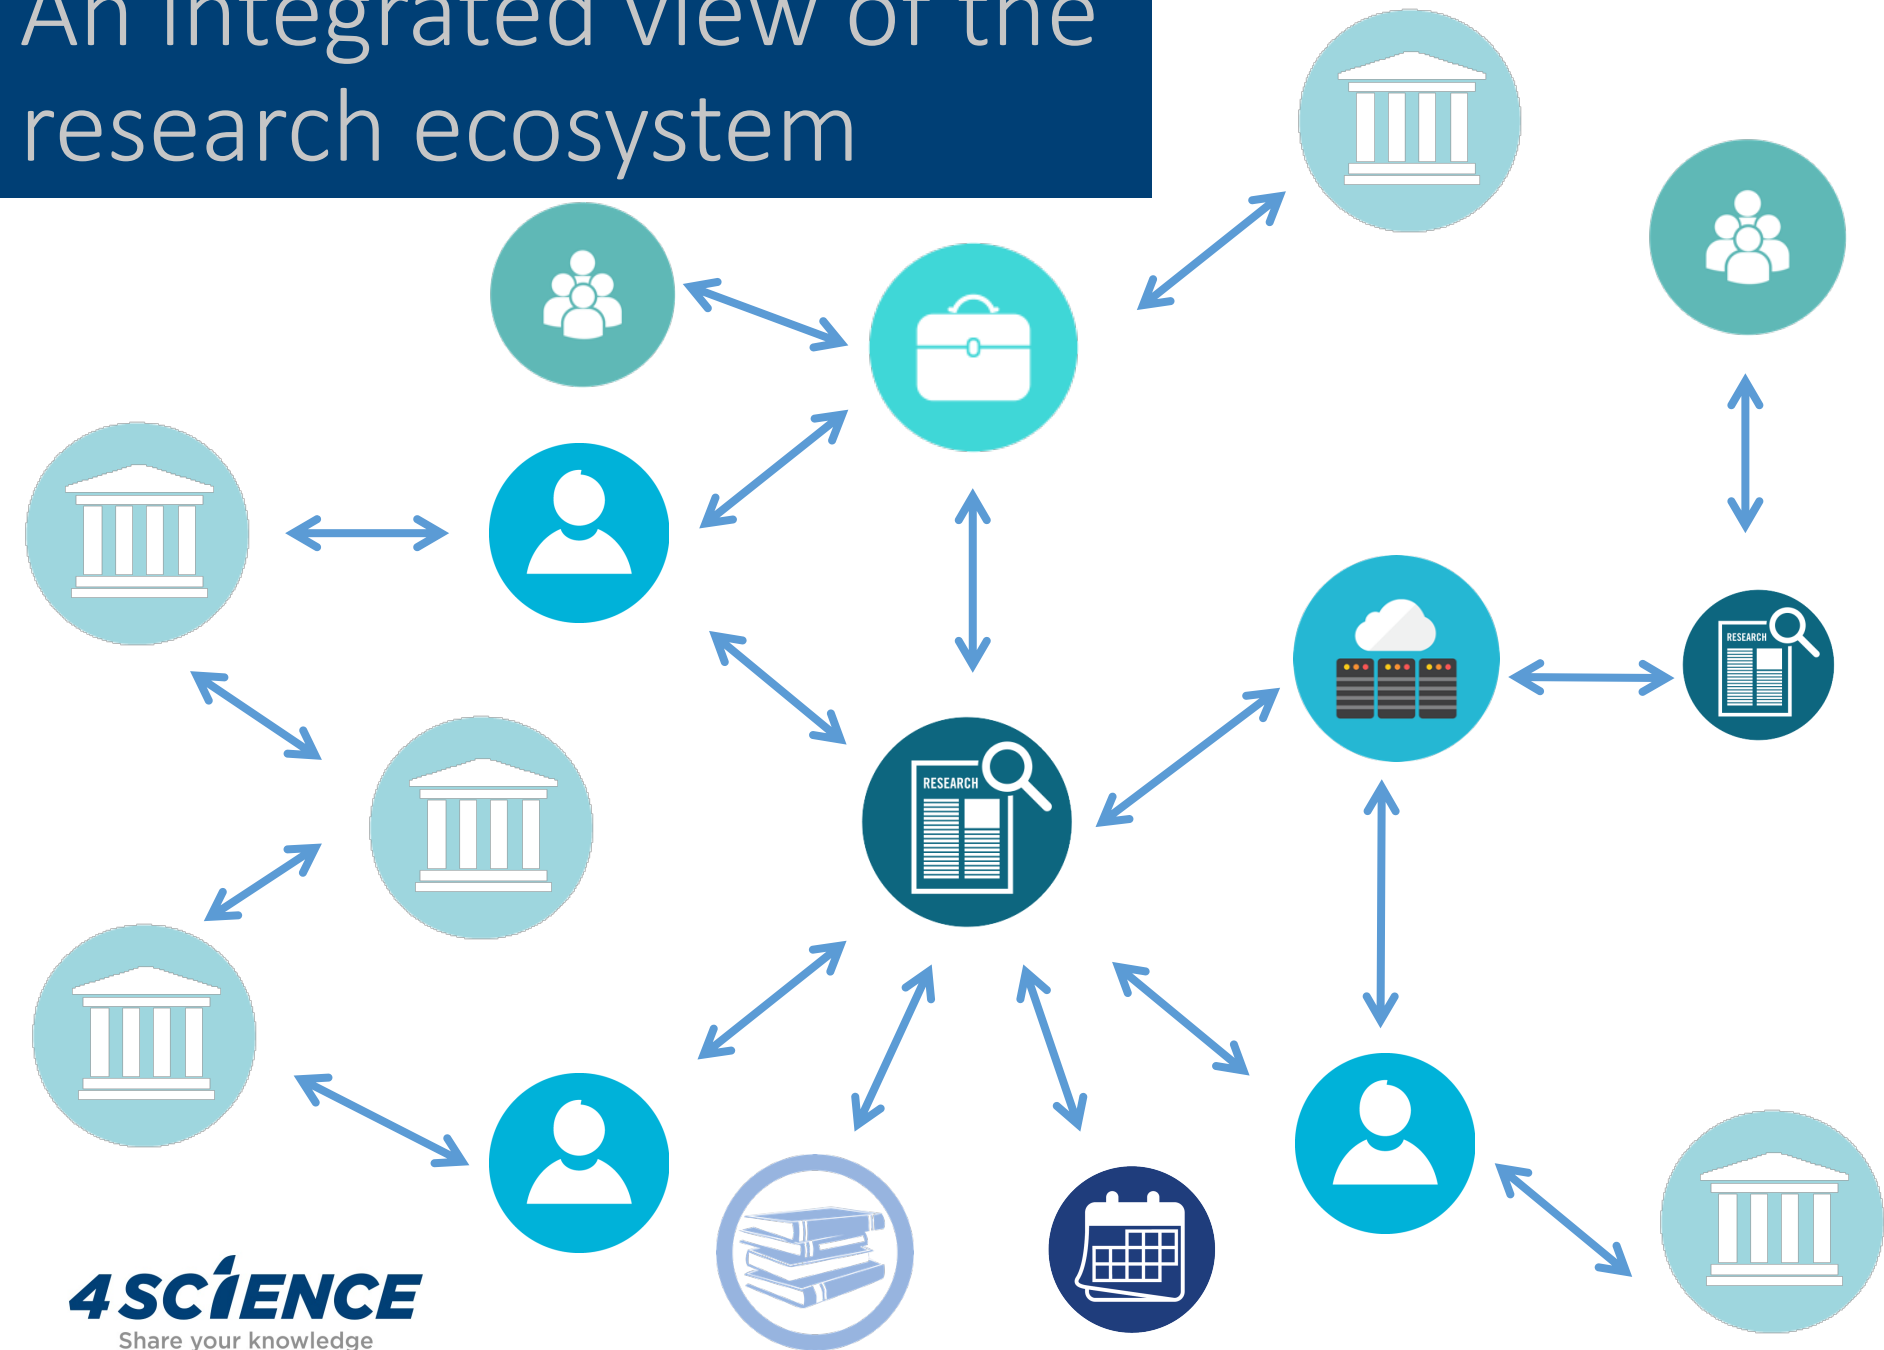 An integrated view of the
research ecosystem
RESEARCH
RESEARCH
4SCIENCE
Share your knowledge